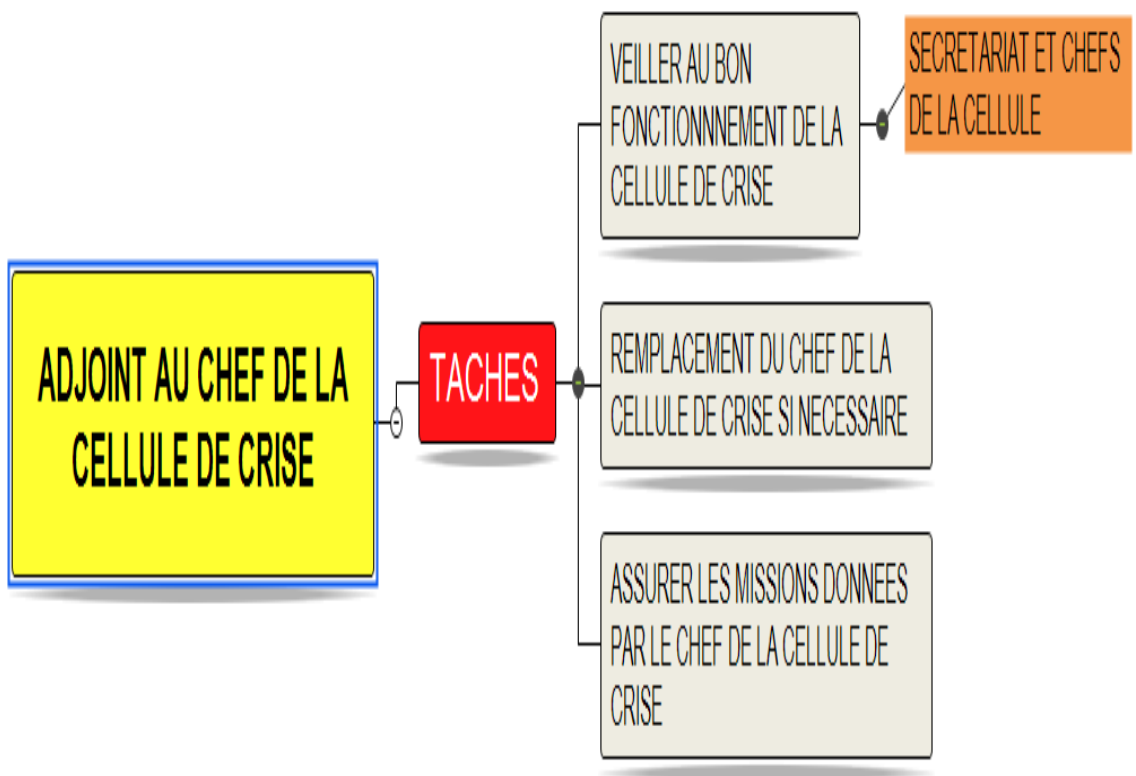 ADJOINT AU CHEF DE LA
CELLULE DE CRISE
TACHES
VEILLER AU BON
FONCTIONNNEMENT DE LA
CELLULE DE CRISE
SECRETARIAT ET CHEFS
DE LA CELLULE
REMPLACEMENT DU CHEF DE LA
CELLULE DE CRISE SI NECESSAIRE
ASSURER LES MISSIONS DONNEES
PAR LE CHEF DE LA CELLULE DE
CRISE